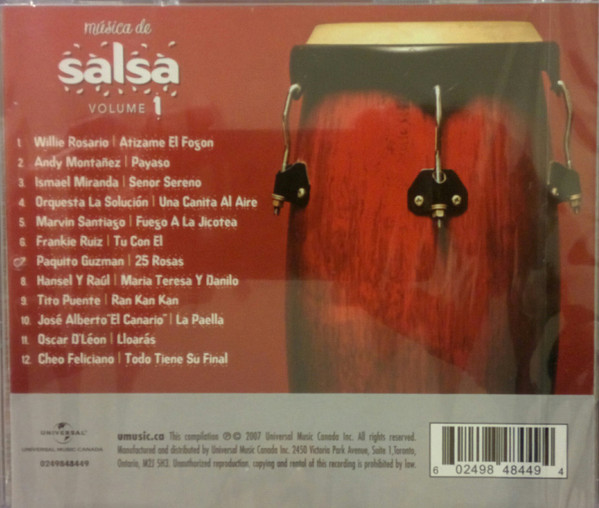 música de
salsa
VOLUME 1
1. Willie Rosario | Atizame El Fogon
2. Andy Montañez | Payaso
3. Ismael Miranda | Senor Sereno
4. Orquesta La Solución | Una Canita Al Aire
5. Marvin Santiago | Fuego A La Jicotea
6. Frankie Ruiz | Tu Con El
Paquito Guzman | 25 Rosas
8. Hansel Y Raúl | Maria Teresa Y Danilo
9. Tito Puente | Ran Kan Kan
10. José Alberto "El Canario" | La Paella
11. Oscar D'Léon | Lloarás
12. Cheo Feliciano | Todo Tiene Su Final
UNIVERSAL
UNIVERSAL MUSIC CANADA
0249848449
umusic.ca This compilation ℗© 2007 Universal Music Canada Inc. All rights reserved.
Manufactured and distributed by Universal Music Canada Inc. 2450 Victoria Park Avenue, Suite 1,Toronto,
Ontario, M2J 5H3. Unauthorized reproduction, copying and rental of this recording is prohibited by law.
6 02498 48449 4